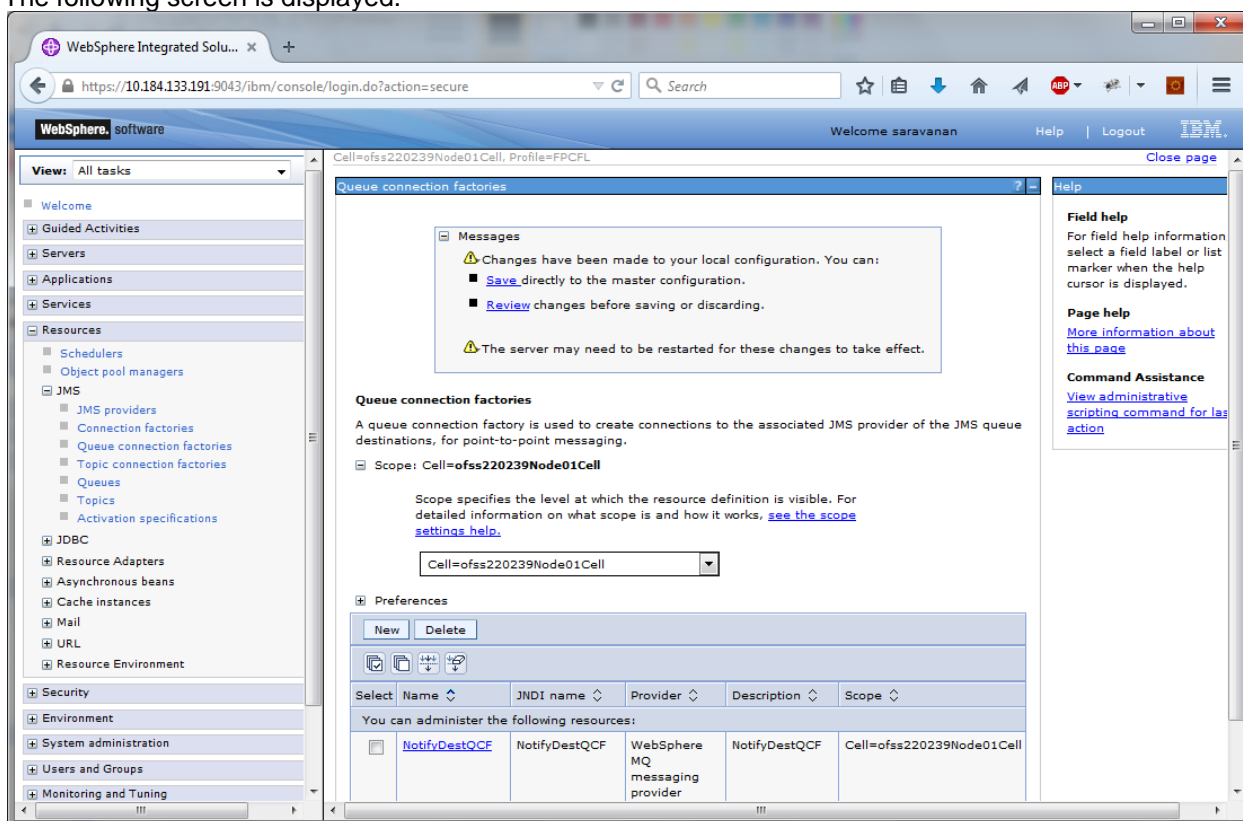 The following screen is displayed.
WebSphere Integrated Solu...
https://10.184.133.191:9043/ibm/console/login.do?action=secure
Search
ABP
WebSphere. software
Welcome saravanan
Help | Logout
IBM.
View: All tasks
Welcome
Guided Activities
Servers
Applications
Services
Resources
Schedulers
Object pool managers
JMS
JMS providers
Connection factories
Queue connection factories
Topic connection factories
Queues
Topics
Activation specifications
JDBC
Resource Adapters
Asynchronous beans
Cache instances
Mail
URL
Resource Environment
Security
Environment
System administration
Users and Groups
Monitoring and Tuning
Cell=ofss220239Node01Cell, Profile=FPCFL
Close page
Queue connection factories
?
Messages
Changes have been made to your local configuration. You can:
Save directly to the master configuration.
Review changes before saving or discarding.
The server may need to be restarted for these changes to take effect.
Queue connection factories
A queue connection factory is used to create connections to the associated JMS provider of the JMS queue
destinations, for point-to-point messaging.
Scope: Cell=ofss220239Node01Cell
Scope specifies the level at which the resource definition is visible. For
detailed information on what scope is and how it works, see the scope
settings help.
Cell=ofss220239Node01Cell
Preferences
New Delete
Select Name JNDI name Provider Description Scope
You can administer the following resources:
NotifyDestQCF NotifyDestQCF WebSphere NotifyDestQCF Cell=ofss220239Node01Cell
MQ
messaging
provider
Help
Field help
For field help information
select a field label or list
marker when the help
cursor is displayed.
Page help
More information about
this page
Command Assistance
View administrative
scripting command for las
action